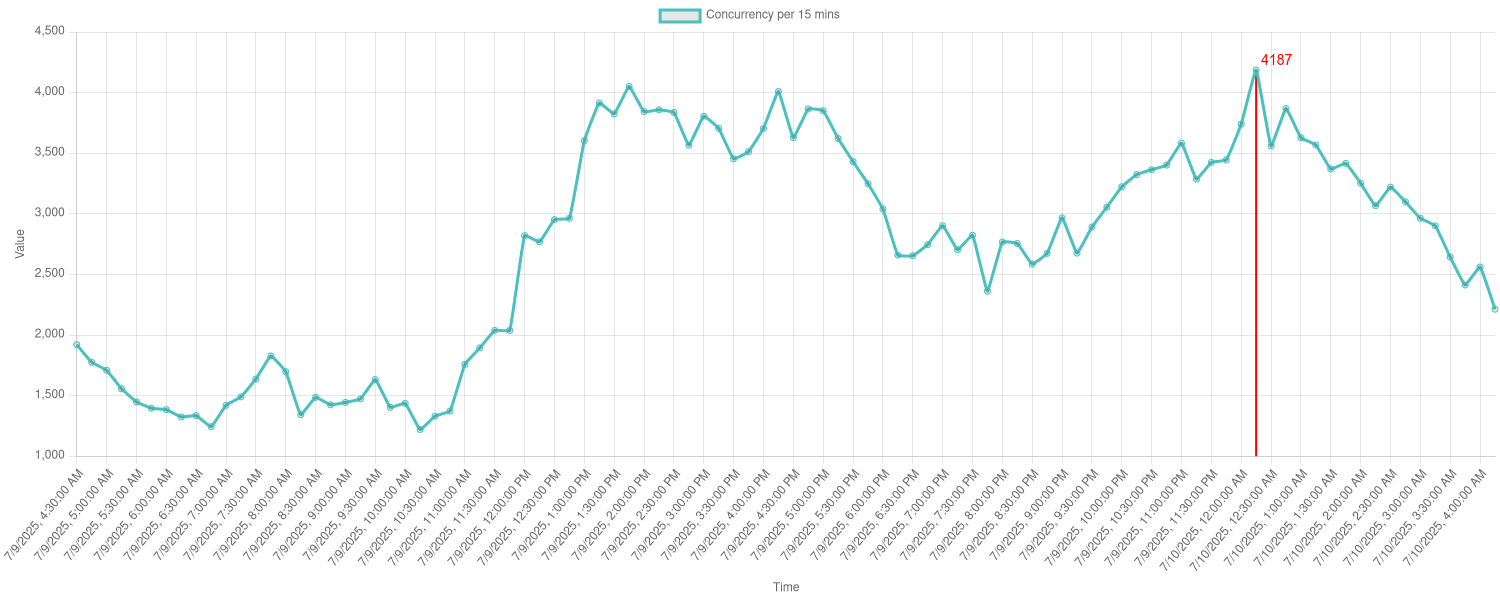 Concurrency per 15 mins
4,500
4187
4,000
3,500
3,000
Value
2,500
2,000
1,500
1,000
7/9/2025, 4:30:00 AM
7/9/2025, 5:00:00 AM
7/9/2025, 5:30:00 AM
7/9/2025, 6:00:00 AM
7/9/2025, 6:30:00 AM
7/9/2025, 7:00:00 AM
7/9/2025, 7:30:00 AM
7/9/2025, 8:00:00 AM
7/9/2025, 8:30:00 AM
7/9/2025, 9:00:00 AM
7/9/2025, 9:30:00 AM
7/9/2025, 10:00:00 AM
7/9/2025, 10:30:00 AM
7/9/2025, 11:00:00 AM
7/9/2025, 11:30:00 AM
7/9/2025, 12:00:00 PM
7/9/2025, 12:30:00 PM
7/9/2025, 1:00:00 PM
7/9/2025, 1:30:00 PM
7/9/2025, 2:00:00 PM
7/9/2025, 2:30:00 PM
7/9/2025, 3:00:00 PM
7/9/2025, 3:30:00 PM
7/9/2025, 4:00:00 PM
7/9/2025, 4:30:00 PM
7/9/2025, 5:00:00 PM
7/9/2025, 5:30:00 PM
7/9/2025, 6:00:00 PM
7/9/2025, 6:30:00 PM
7/9/2025, 7:00:00 PM
7/9/2025, 7:30:00 PM
7/9/2025, 8:00:00 PM
7/9/2025, 8:30:00 PM
7/9/2025, 9:00:00 PM
7/9/2025, 9:30:00 PM
7/9/2025, 10:00:00 PM
7/9/2025, 10:30:00 PM
7/9/2025, 11:00:00 PM
7/9/2025, 11:30:00 PM
7/10/2025, 12:00:00 AM
7/10/2025, 12:30:00 AM
7/10/2025, 1:00:00 AM
7/10/2025, 1:30:00 AM
7/10/2025, 2:00:00 AM
7/10/2025, 2:30:00 AM
7/10/2025, 3:00:00 AM
7/10/2025, 3:30:00 AM
7/10/2025, 4:00:00 AM
Time